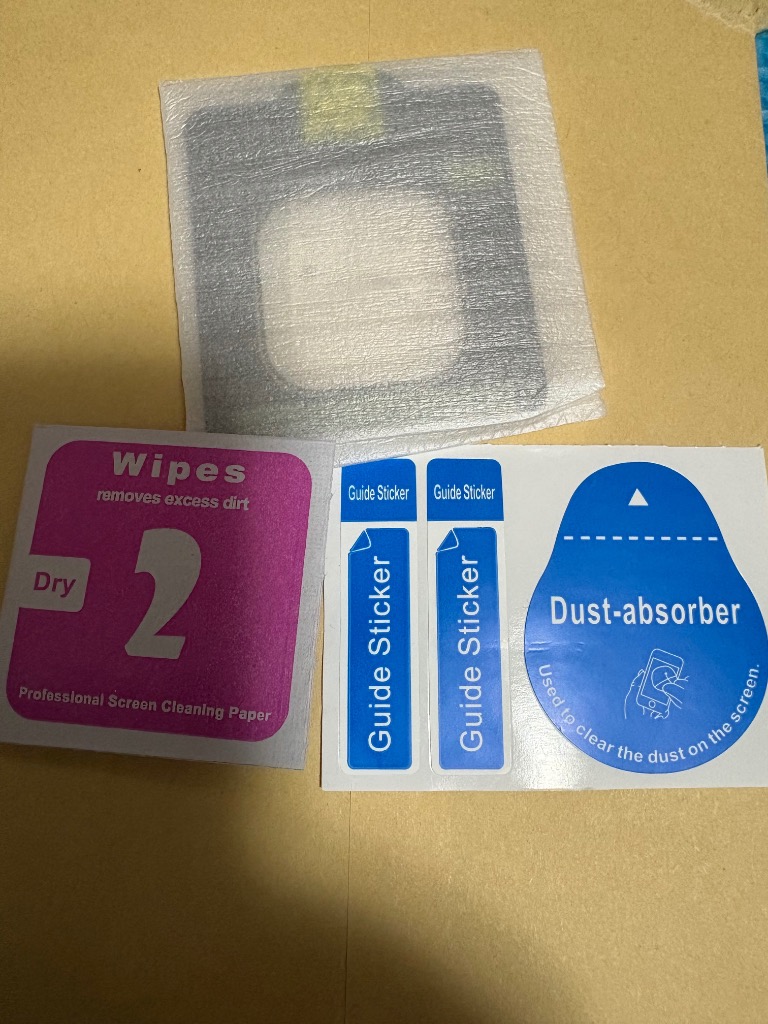 Wipes
removes excess dirt
Dry
2
Professional Screen Cleaning Paper
Guide Sticker
Guide Sticker
Guide Sticker
Guide Sticker
Dust-absorber
Used to clear the dust on the screen.